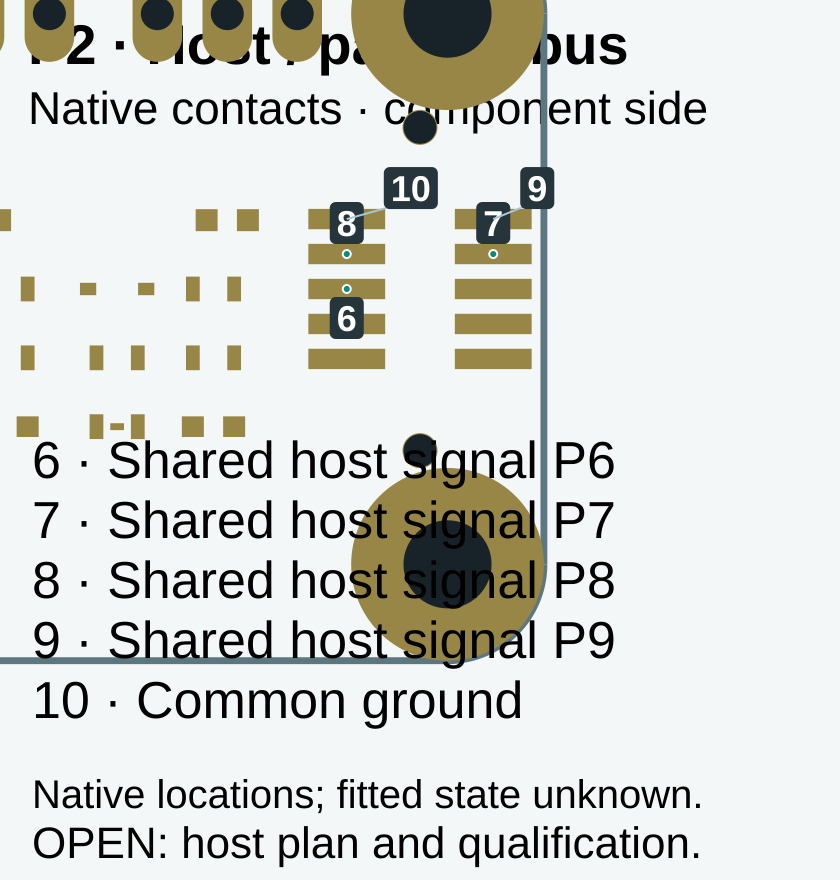 2 · Host / pa bus
Native contacts · component side
10
9
8
7
6
6 · Shared host signal P6
7 · Shared host signal P7
8 · Shared host signal P8
9 · Shared host signal P9
10 · Common ground
Native locations; fitted state unknown.
OPEN: host plan and qualification.